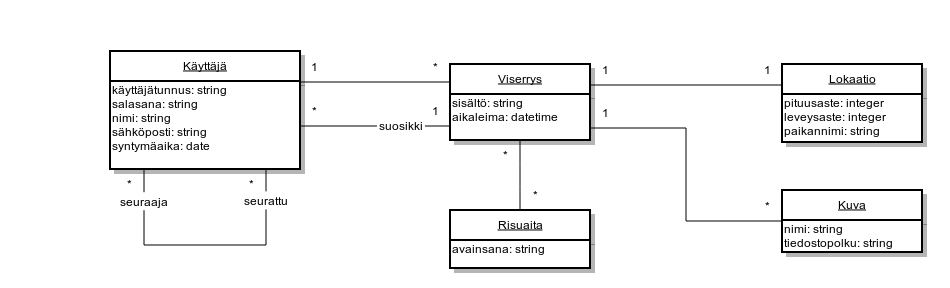 Käyttäjä
käyttäjätunnus: string
salasana: string
nimi: string
sähköposti: string
syntymäaika: date
1
*
*
suosikki
1
*
seuraaja
*
seurattu
Viserrys
sisältö: string
aikaleima: datetime
1
1
1
*
*
*
Risuaita
avainsana: string
Lokaatio
pituusaste: integer
leveysaste: integer
paikannimi: string
Kuva
nimi: string
tiedostopolku: string